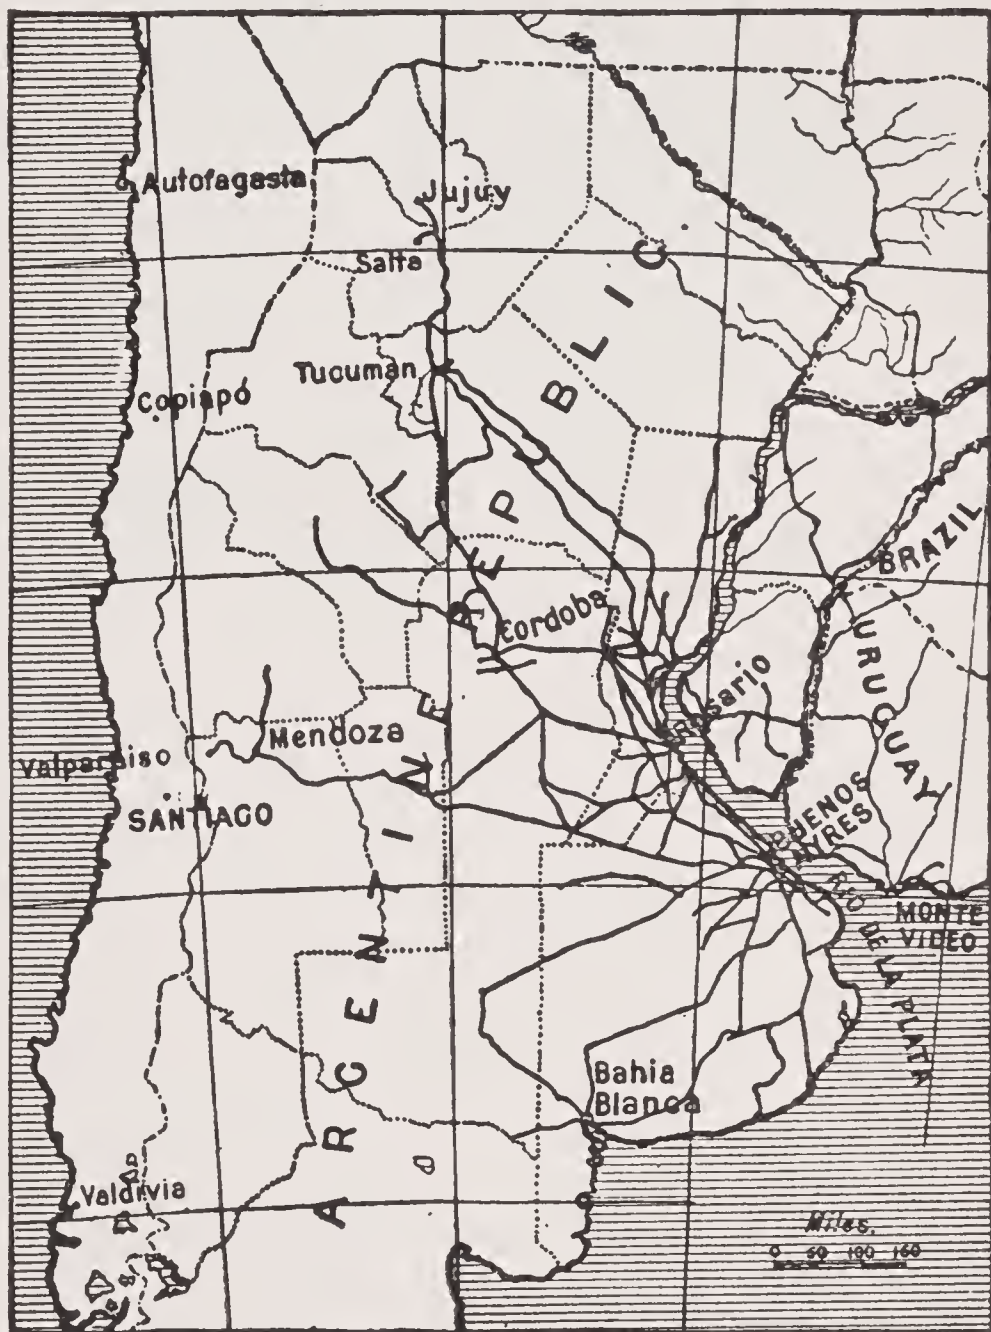 Autofagasta
Jujuy
Salta
Tucuman
Copiapó
Cordoba
BRAZIL
URUGUAY
Rosario
Mendoza
Valparaiso
SANTIAGO
BUENOS
AYRES
MONTE
VIDEO
RIO DE LA PLATA
ARGENTINE REPUBLIC
Bahia
Blanca
Valdivia
Miles.
0 50 100 150